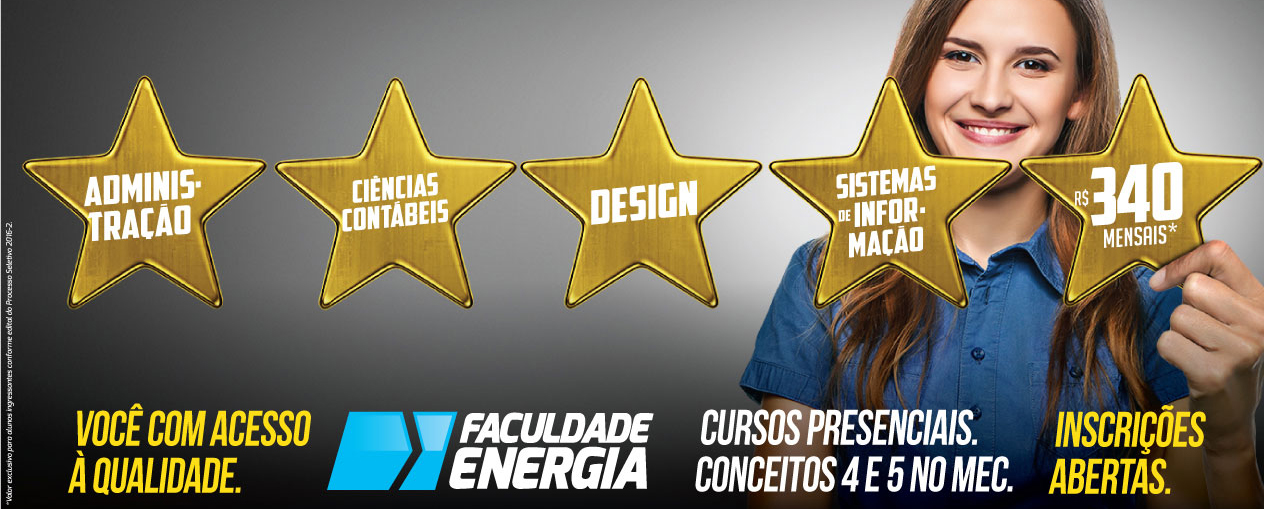 ADMINIS-
TRAÇÃO
CIÊNCIAS
CONTÁBEIS
DESIGN
SISTEMAS
DE INFOR-
MAÇÃO
R$ 340
MENSAIS*
VOCÊ COM ACESSO
À QUALIDADE.
FACULDADE
ENERGIA
CURSOS PRESENCIAIS.
CONCEITOS 4 E 5 NO MEC.
INSCRIÇÕES
ABERTAS.
*Valor exclusivo para alunos ingressantes conforme edital do Processo Seletivo 2016-2.